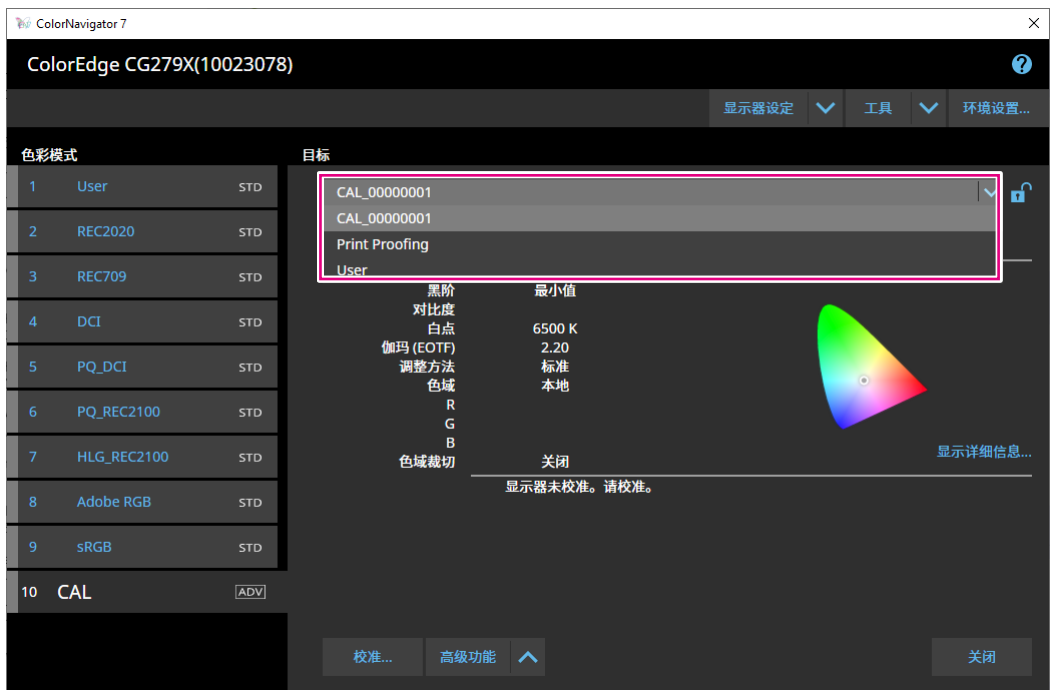 ColorNavigator 7
ColorEdge CG279X(10023078)
显示器设定 工具 环境设置...
色彩模式
目标
1 User STD
2 REC2020 STD
3 REC709 STD
4 DCI STD
5 PQ_DCI STD
6 PQ_REC2100 STD
7 HLG_REC2100 STD
8 Adobe RGB STD
9 sRGB STD
10 CAL ADV
CAL_00000001
CAL_00000001
Print Proofing
User
黑阶 最小值
对比度
白点 6500 K
伽玛 (EOTF) 2.20
调整方法 标准
色域 本地
R
G
B
色域裁切 关闭
显示详细信息...
显示器未校准。请校准。
校准... 高级功能 关闭